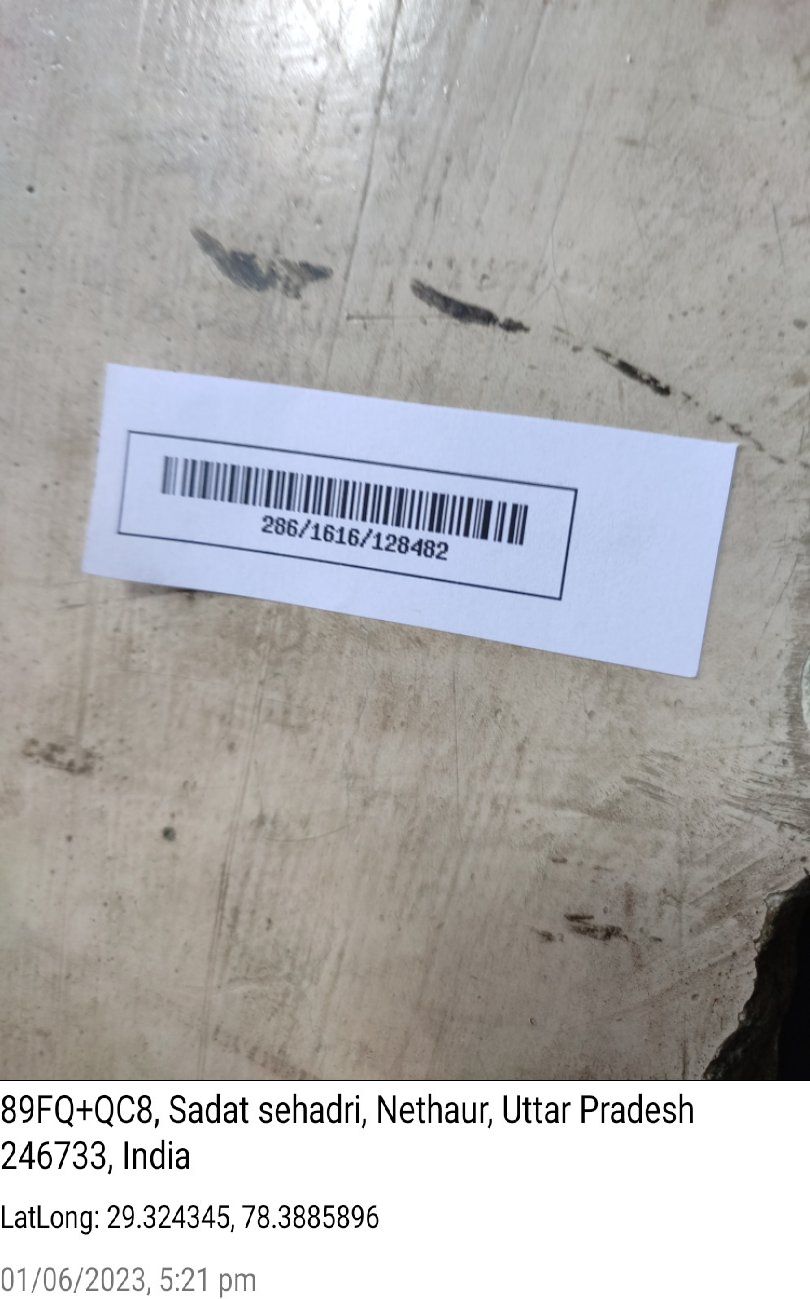 286/1616/128482
89FQ+QC8, Sadat sehadri, Nethaur, Uttar Pradesh
246733, India
LatLong: 29.324345, 78.3885896
01/06/2023, 5:21 pm